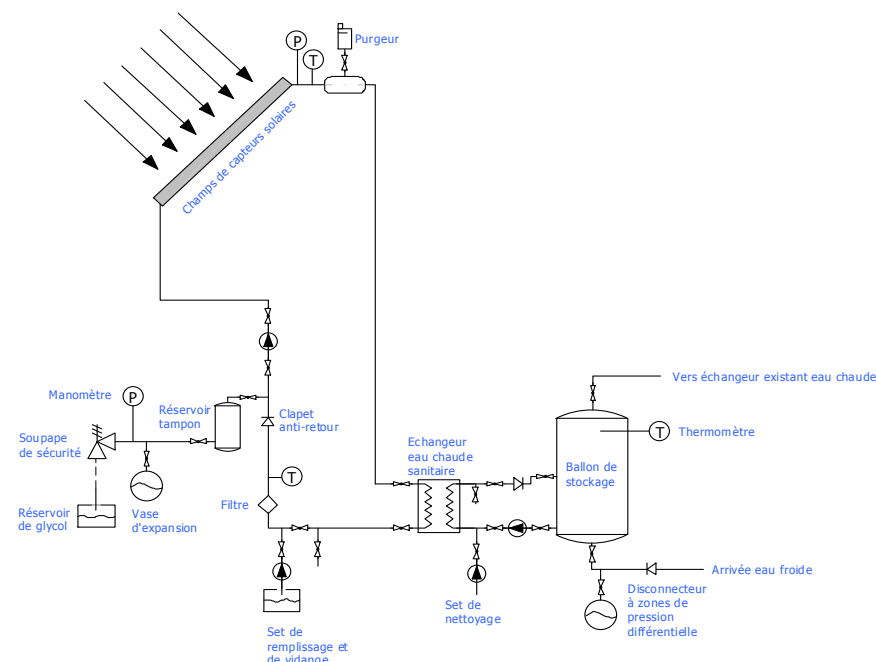 P
T
Purgeur
Champs de capteurs solaires
Vers échangeur existant eau chaude
Manomètre
P
Réservoir
tampon
Clapet
anti-retour
Soupape
de sécurité
Echangeur
eau chaude
sanitaire
T
Thermomètre
Ballon de
stockage
T
Filtre
Réservoir
de glycol
Vase
d'expansion
Arrivée eau froide
Disconnecteur
à zones de
pression
différentielle
Set de
nettoyage
Set de
remplissage et
de vidange